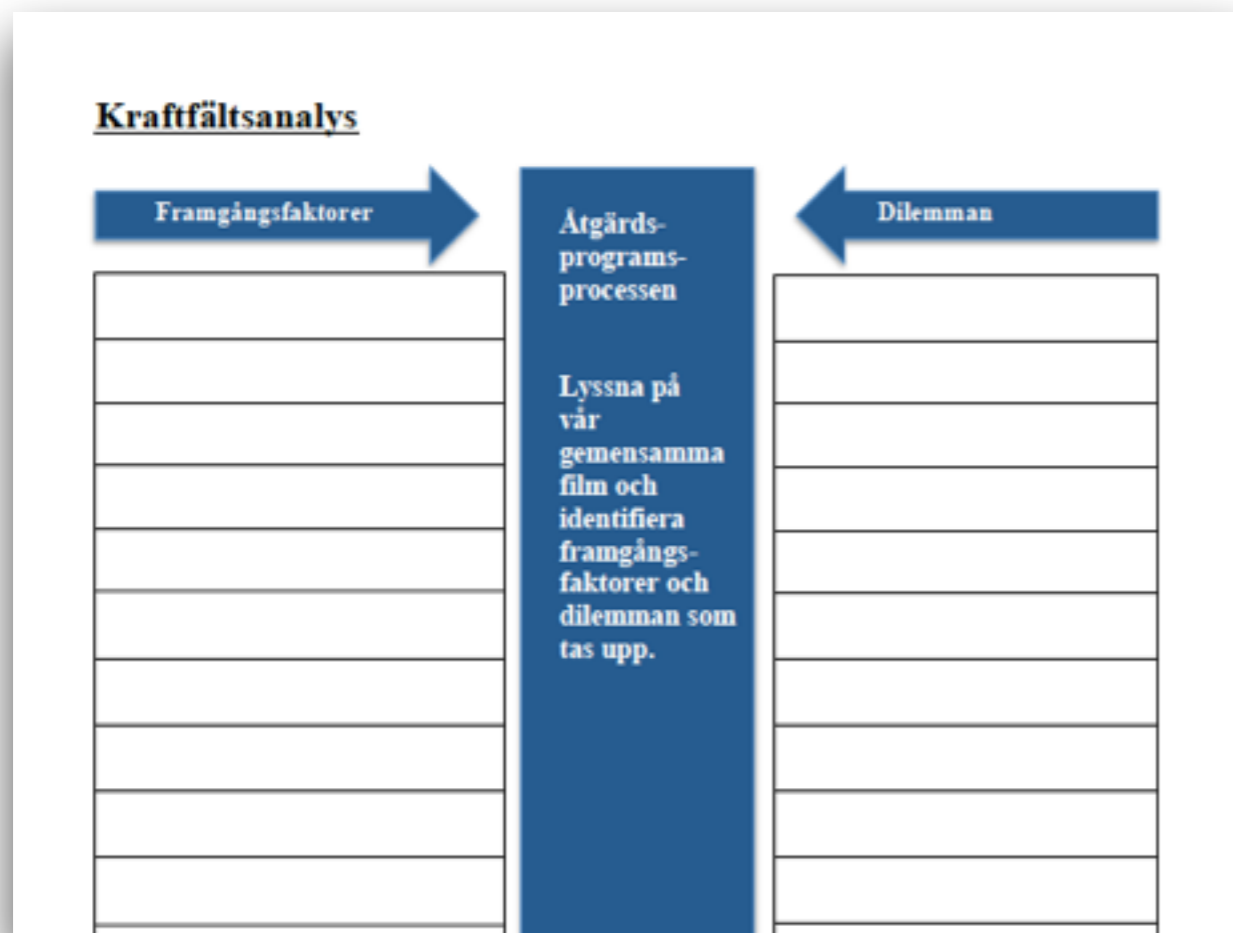 Kraftfältsanalys
Framgångsfaktorer
Åtgärds-
programs-
processen
Lyssna på
vår
gemensamma
film och
identifiera
framgångs-
faktorer och
dilemman som
tas upp.
Dilemman